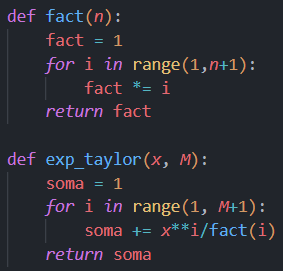 def fact(n):
    fact = 1
    for i in range(1,n+1):
        fact *= i
    return fact

def exp_taylor(x, M):
    soma = 1
    for i in range(1, M+1):
        soma += x**i/fact(i)
    return soma